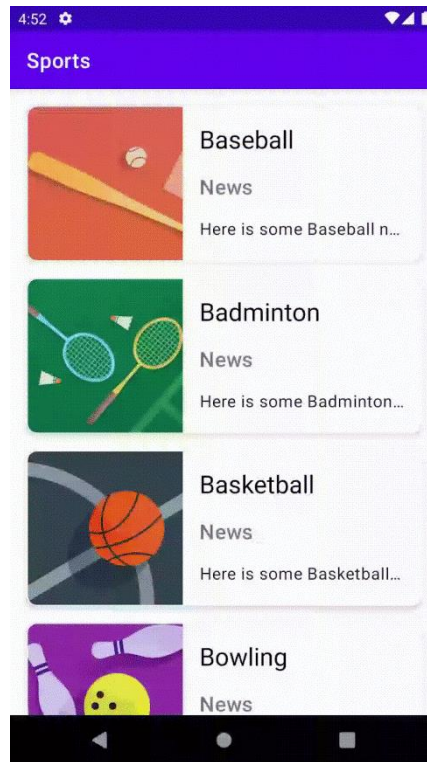 4:52
Sports
Baseball
News
Here is some Baseball n...
Badminton
News
Here is some Badminton...
Basketball
News
Here is some Basketball...
Bowling
News